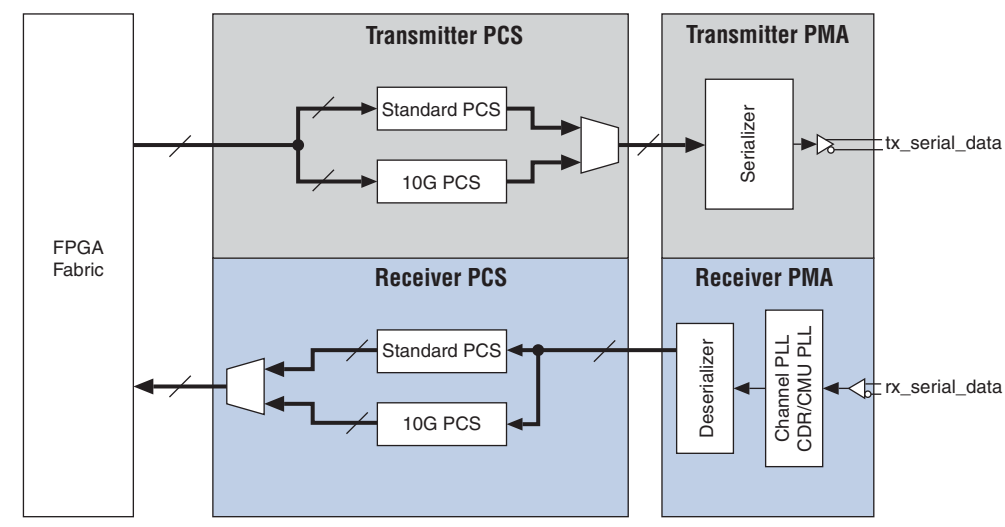 Transmitter PCS
Transmitter PMA
Standard PCS
10G PCS
Serializer
tx_serial_data
FPGA
Fabric
Receiver PCS
Receiver PMA
Standard PCS
10G PCS
Deserializer
Channel PLL
CDR/CMU PLL
rx_serial_data